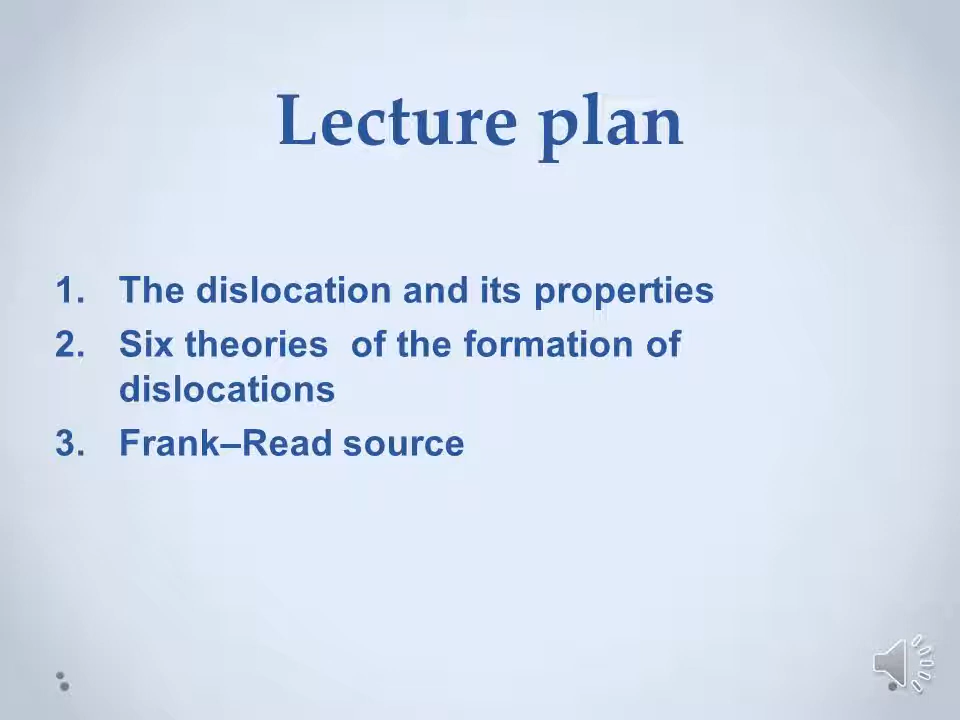 Lecture plan
1. The dislocation and its properties
2. Six theories  of the formation of
dislocations
3. Frank–Read source